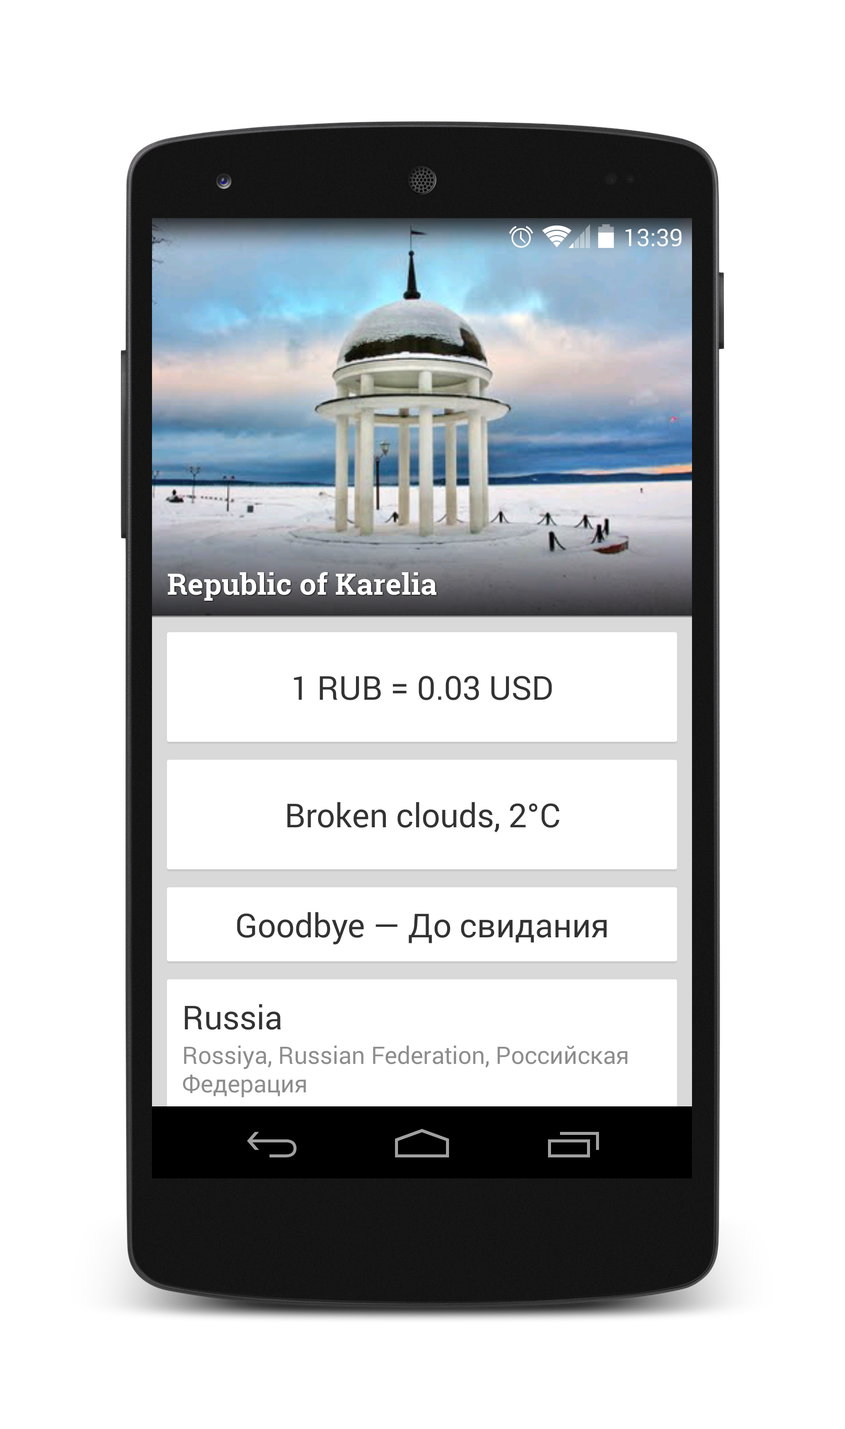 13:39
Republic of Karelia
1 RUB = 0.03 USD
Broken clouds, 2°C
Goodbye — До свидания
Russia
Rossiya, Russian Federation, Российская
Федерация